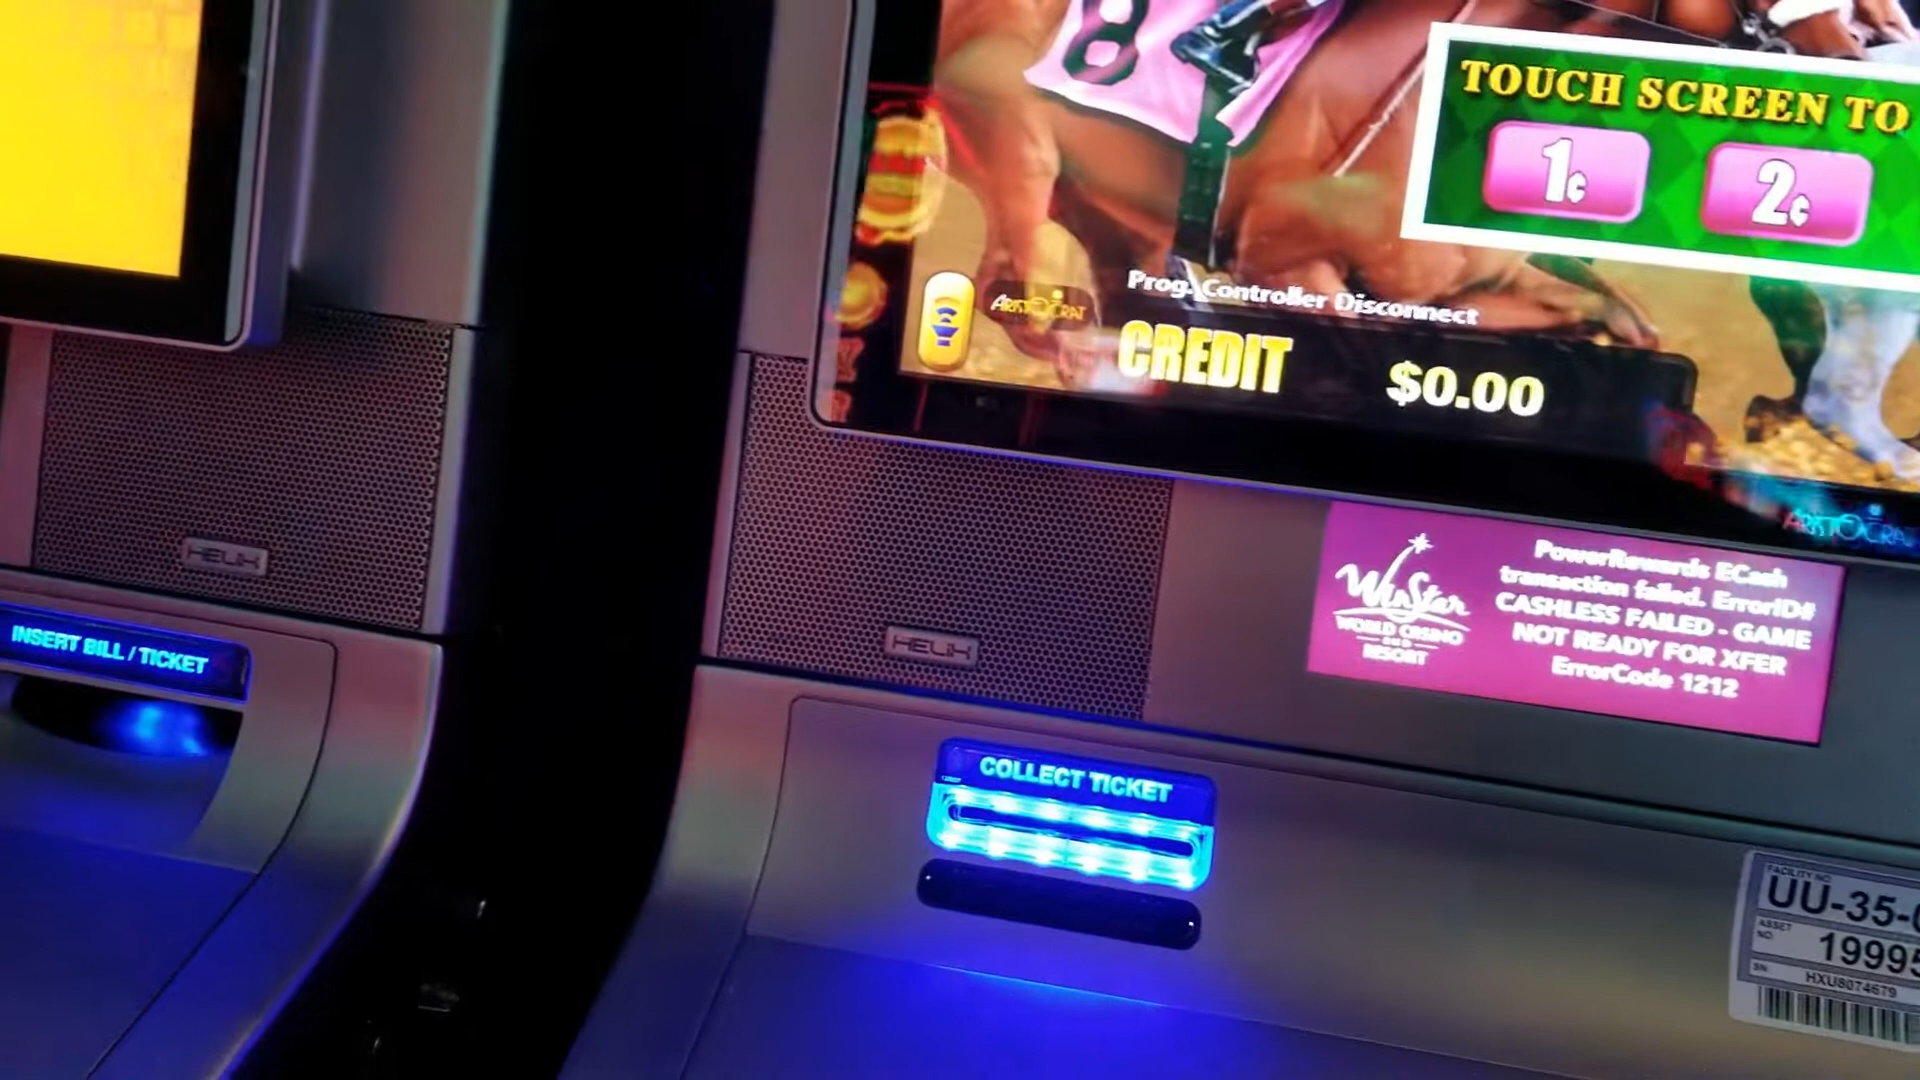 8
TOUCH SCREEN TO
1¢
2¢
Prog. Controller Disconnect
ARISTOCRAT
CREDIT
$0.00
ARISTOCRAT
PowerRewards ECash
transaction failed. ErrorID#
CASHLESS FAILED - GAME
NOT READY FOR XFER
ErrorCode 1212
WinStar
WORLD CASINO
AND
RESORT
HELIX
HELIX
INSERT BILL / TICKET
COLLECT TICKET
FACILITY NO.
UU-35-
ASSET
NO.
19995
SN
HXU8074679